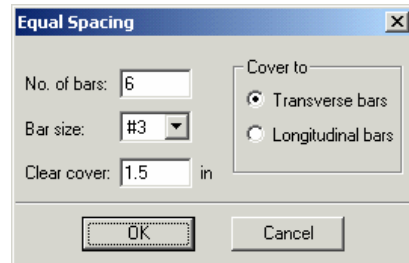 Equal Spacing
No. of bars: 6
Bar size: #3
Clear cover: 1.5 in
Cover to
Transverse bars
Longitudinal bars
OK
Cancel